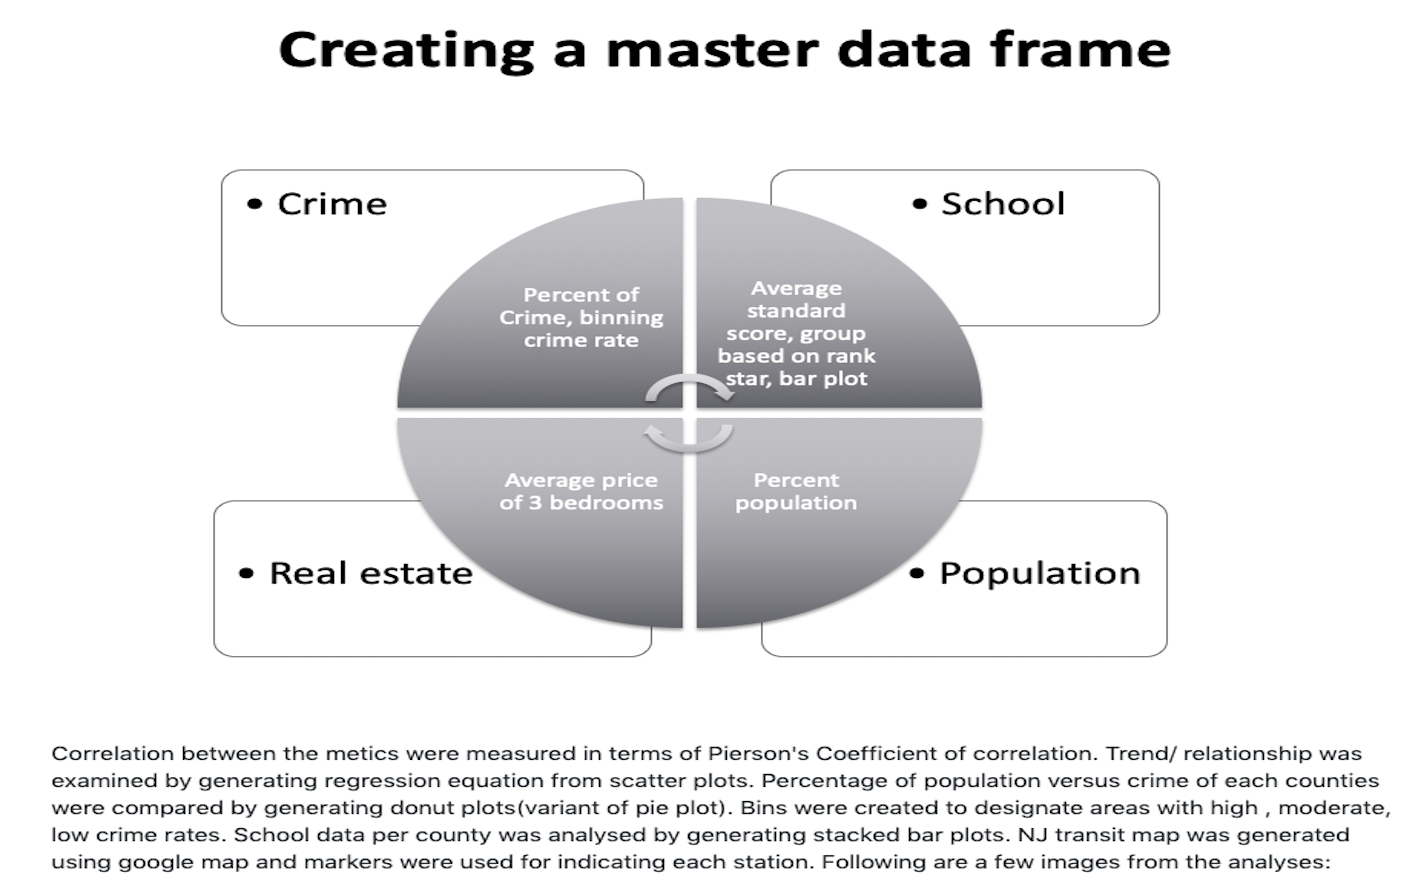 Creating a master data frame
• Crime
• School
Percent of
Crime, binning
crime rate
Average
standard
score, group
based on rank
star, bar plot
Average price
of 3 bedrooms
Percent
population
• Real estate
• Population
Correlation between the metics were measured in terms of Pierson's Coefficient of correlation. Trend/ relationship was
examined by generating regression equation from scatter plots. Percentage of population versus crime of each counties
were compared by generating donut plots(variant of pie plot). Bins were created to designate areas with high , moderate,
low crime rates. School data per county was analysed by generating stacked bar plots. NJ transit map was generated
using google map and markers were used for indicating each station. Following are a few images from the analyses: